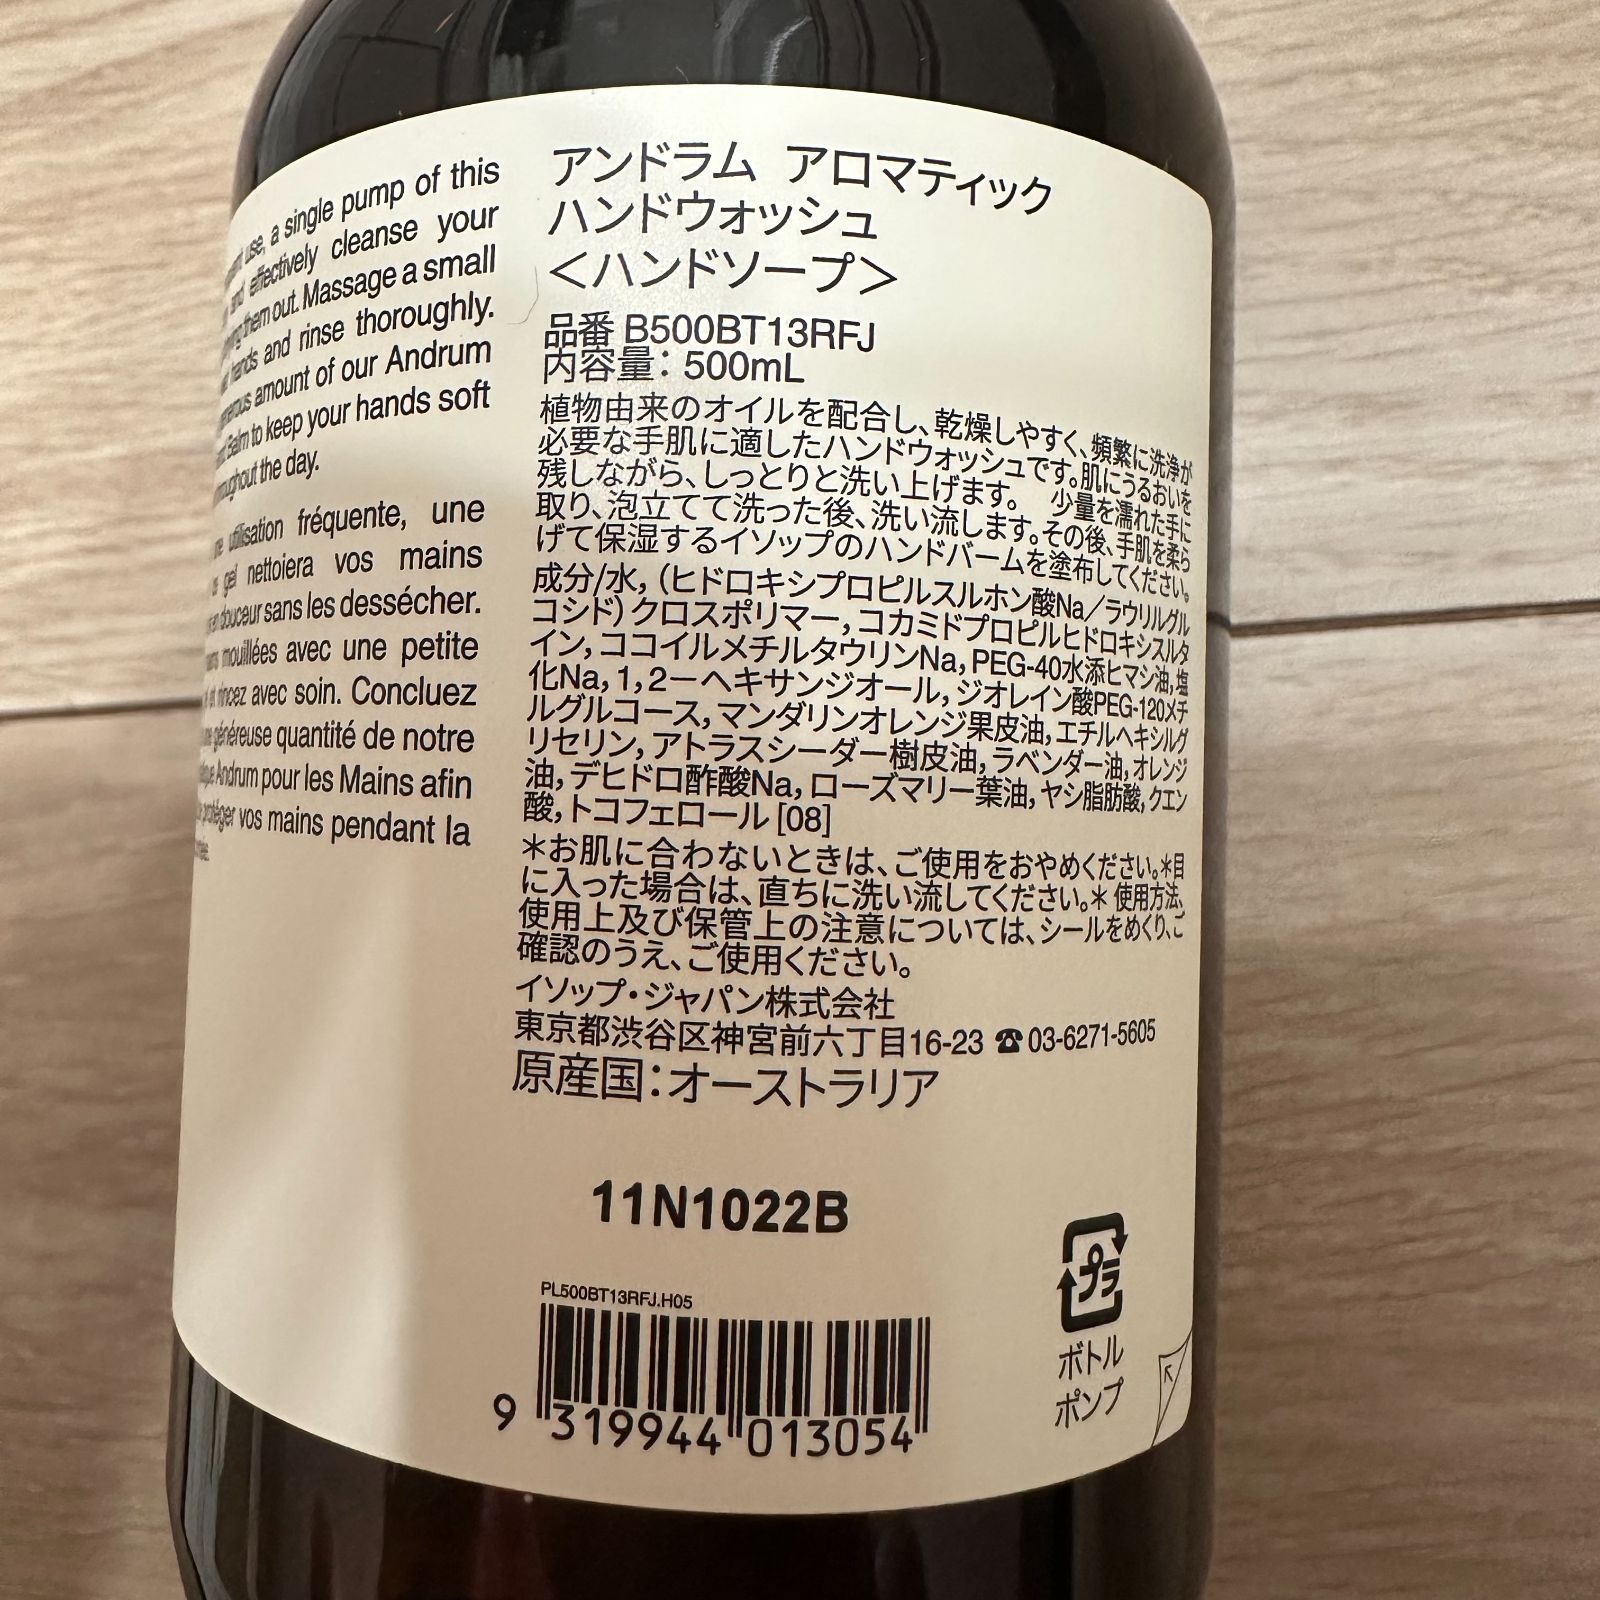 use, a single pump of this
and effectively cleanse your
them out. Massage a small
hands and rinse thoroughly.
amount of our Andrum
Balm to keep your hands soft
throughout the day.
utilisation fréquente, une
gel nettoiera vos mains
douceur sans les dessécher.
mouillées avec une petite
et rincez avec soin. Concluez
généreuse quantité de notre
Andrum pour les Mains afin
protéger vos mains pendant la
アンドラム アロマティック
ハンドウォッシュ
<ハンドソープ>
品番 B500BT13RFJ
内容量: 500mL
植物由来のオイルを配合し、乾燥しやすく、頻繁に洗浄が
必要な手肌に適したハンドウォッシュです。肌にうるおいを
残しながら、しっとりと洗い上げます。 少量を濡れた手に
取り、泡立てて洗った後、洗い流します。その後、手肌を柔ら
げて保湿するイソップのハンドバームを塗布してください。
成分/水, (ヒドロキシプロピルスルホン酸Na/ラウリルグル
コシド) クロスポリマー, コカミドプロピルヒドロキシスルタ
イン, ココイルメチルタウリンNa, PEG-40水添ヒマシ油, 塩
化Na, 1, 2-ヘキサンジオール, ジオレイン酸PEG-120メチ
ルグルコース, マンダリンオレンジ果皮油, エチルヘキシルグ
リセリン, アトラスシーダー樹皮油, ラベンダー油, オレンジ
油, デヒドロ酢酸Na, ローズマリー葉油, ヤシ脂肪酸, クエン
酸, トコフェロール [08]
*お肌に合わないときは、ご使用をおやめください。*目
に入った場合は、直ちに洗い流してください。* 使用方法、
使用上及び保管上の注意については、シールをめくり、ご
確認のうえ、ご使用ください。
イソップ・ジャパン株式会社
東京都渋谷区神宮前六丁目16-23 ☎03-6271-5605
原産国:オーストラリア
11N1022B
PL500BT13RFJ.H05
9 319944 013054
プラ
ボトル
ポンプ